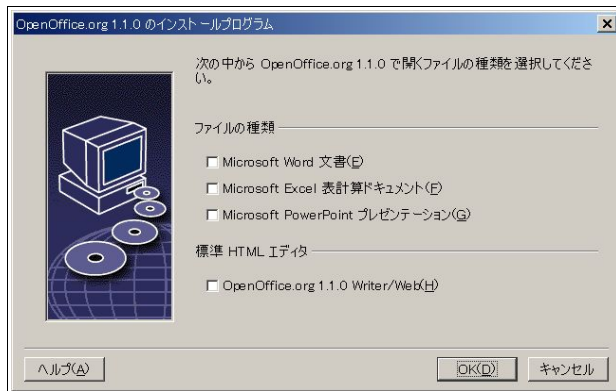 OpenOffice.org 1.1.0 のインストールプログラム
次の中から OpenOffice.org 1.1.0 で開くファイルの種類を選択してくださ
い。
ファイルの種類
Microsoft Word 文書(E)
Microsoft Excel 表計算ドキュメント(F)
Microsoft PowerPoint プレゼンテーション(G)
標準 HTML エディタ
OpenOffice.org 1.1.0 Writer/Web(H)
ヘルプ(A)
OK(D)
キャンセル